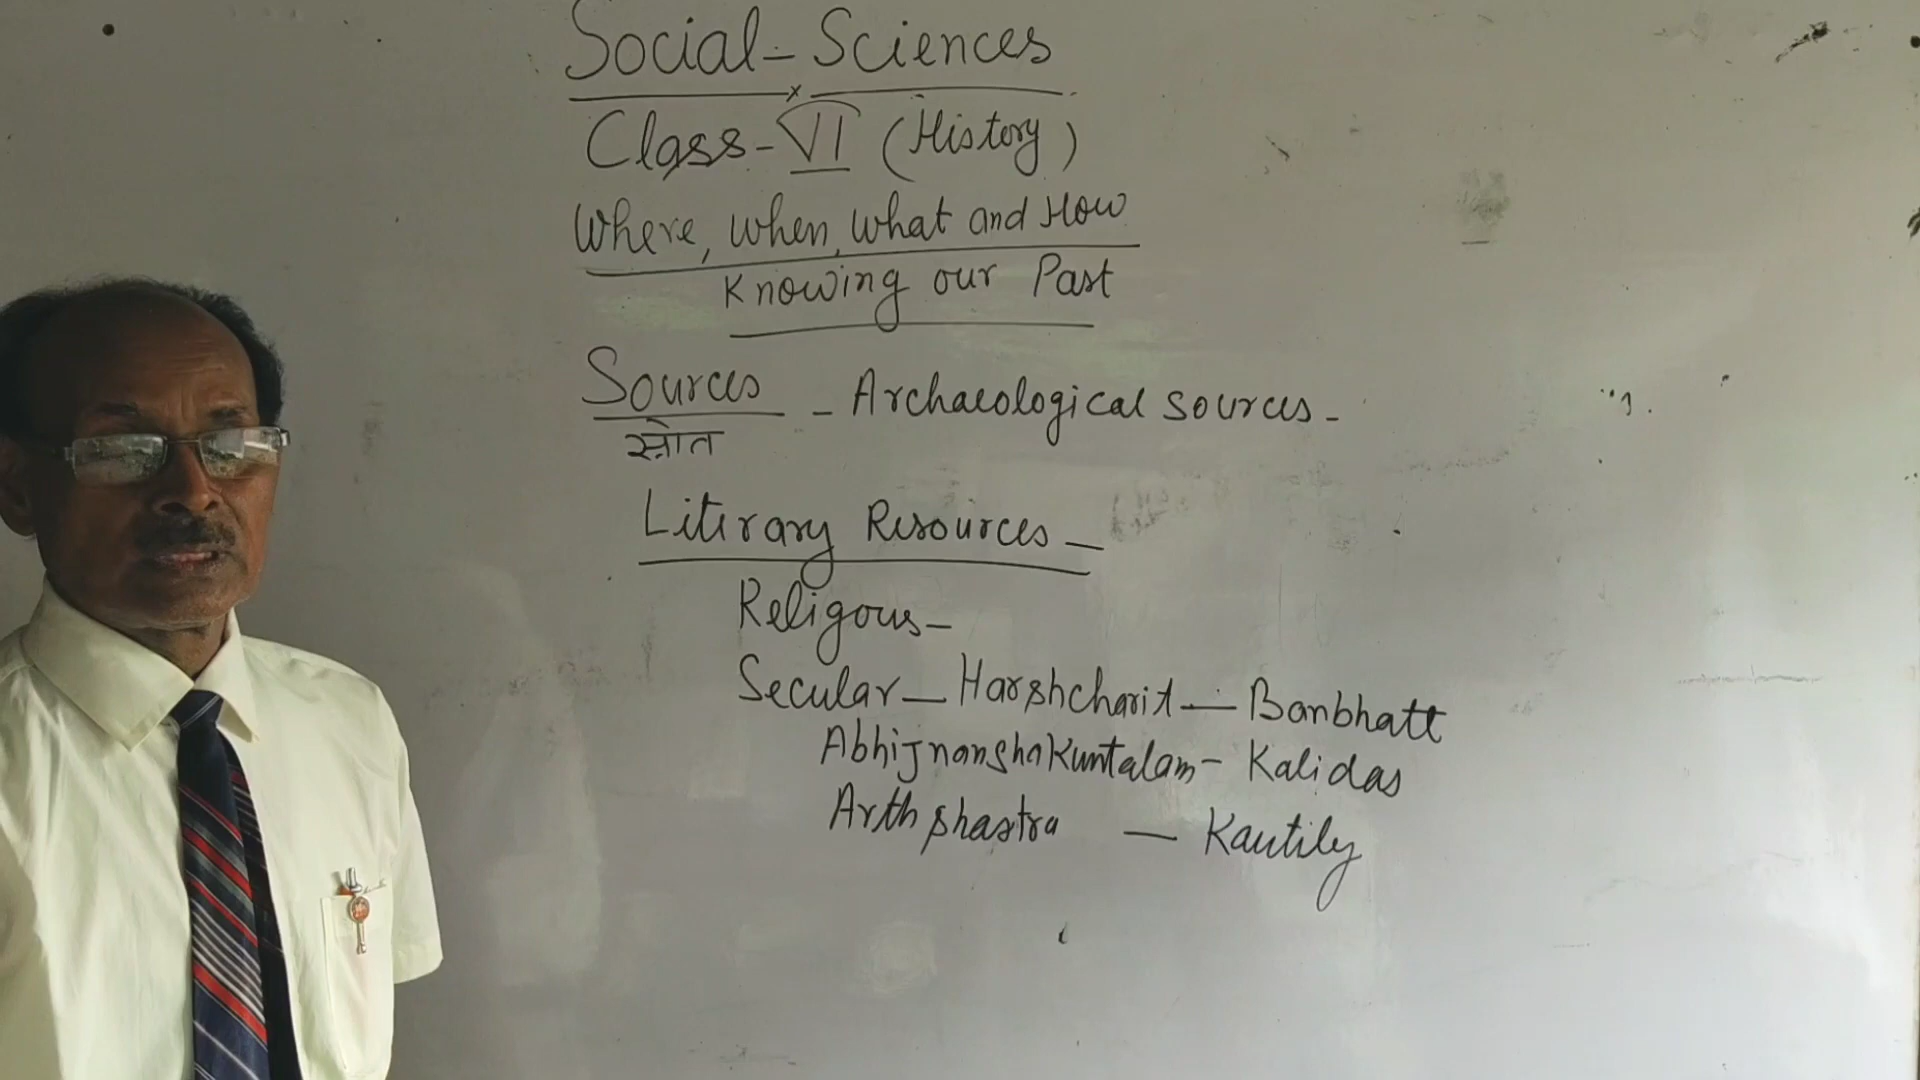 Social - Sciences
Class - VI (History)
Where, When, What and How
Knowing our Past
Sources - Archaeological sources -
स्रोत
Literary Resources -
Religous -
Secular - Harshcharit - Banbhatt
Abhijnanshakuntalam - Kalidas
Arthshastra - Kautily